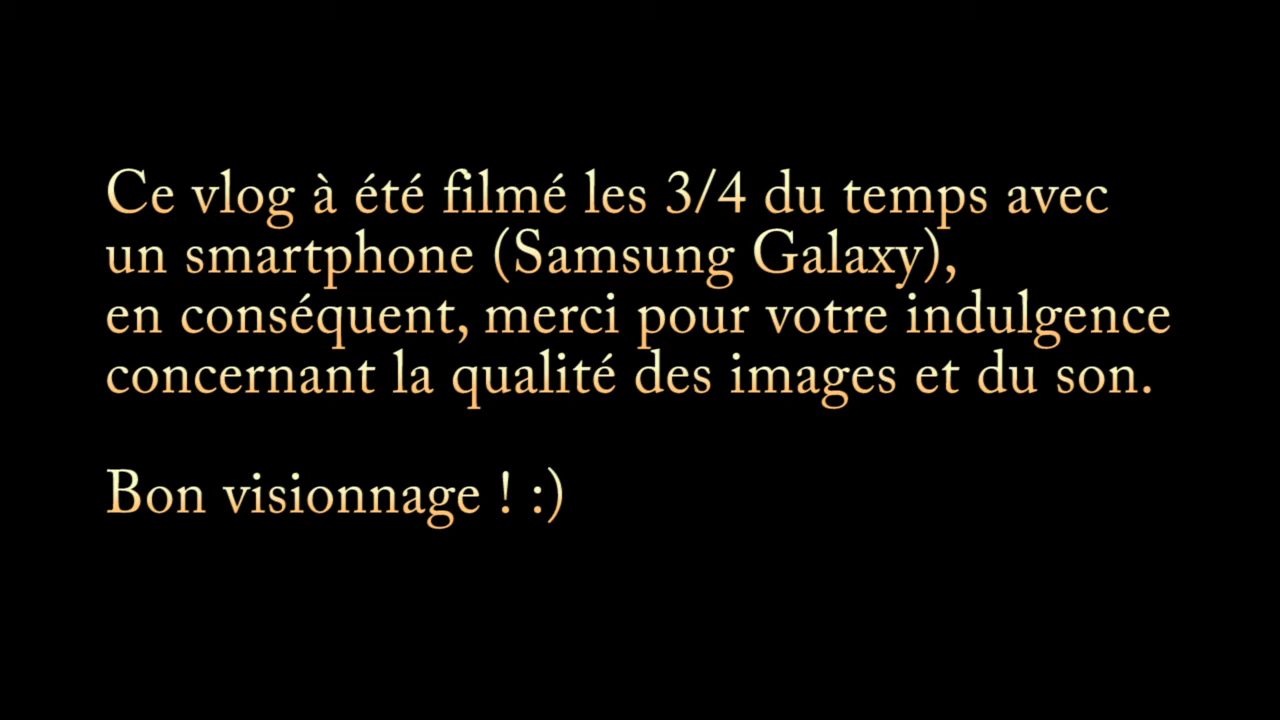 Ce vlog à été filmé les 3/4 du temps avec
un smartphone (Samsung Galaxy),
en conséquent, merci pour votre indulgence
concernant la qualité des images et du son.
Bon visionnage ! :)